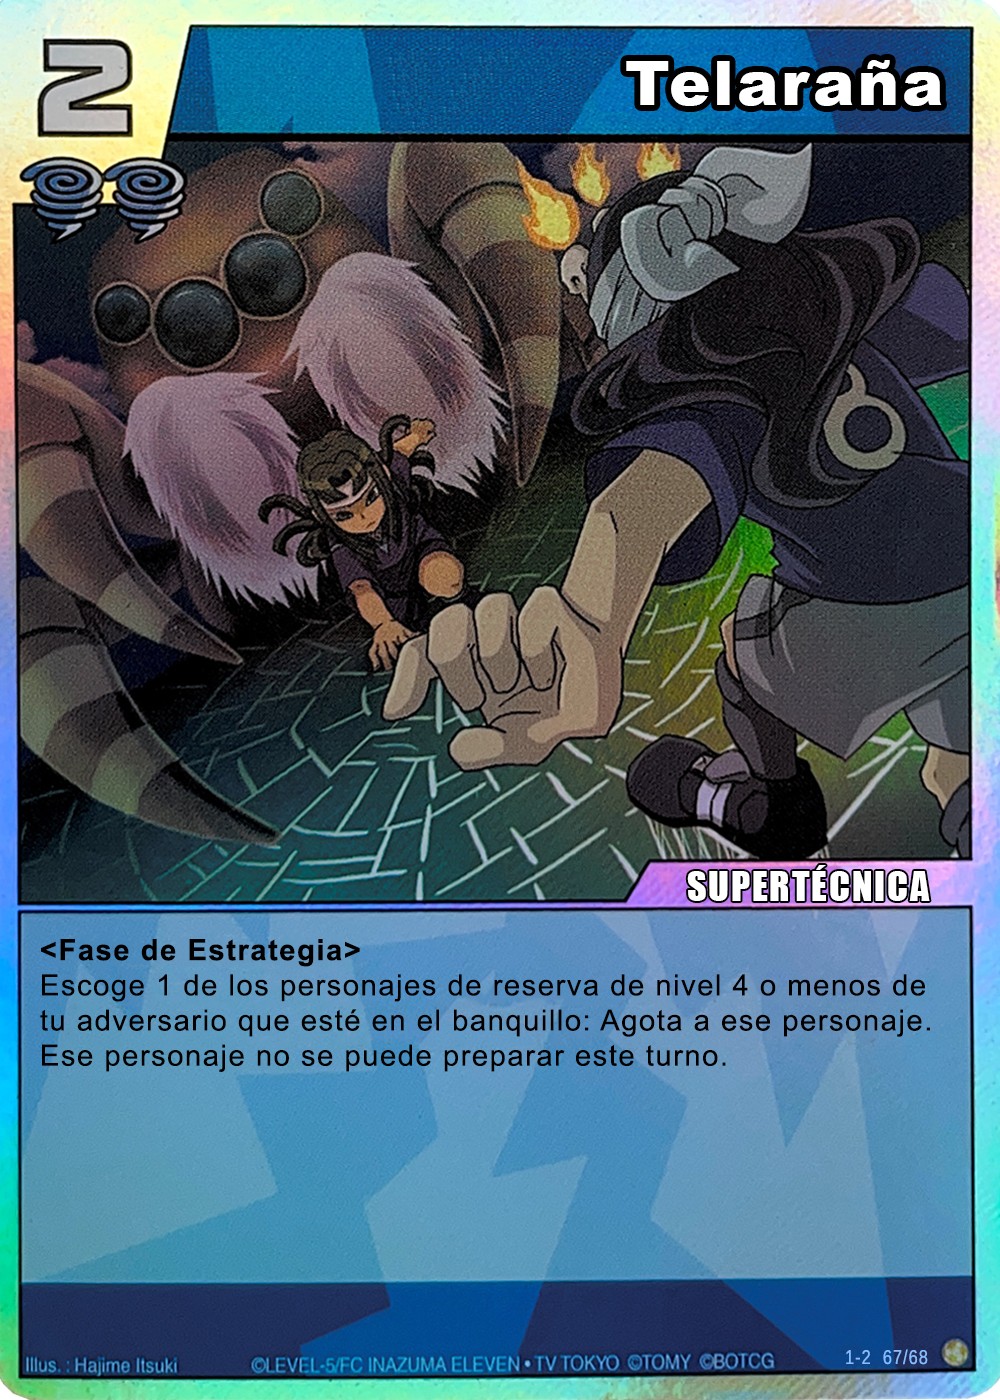 2
Telaraña
SUPERTÉCNICA
<Fase de Estrategia>
Escoge 1 de los personajes de reserva de nivel 4 o menos de
tu adversario que esté en el banquillo: Agota a ese personaje.
Ese personaje no se puede preparar este turno.
Illus. : Hajime Itsuki ©LEVEL-5/FC INAZUMA ELEVEN • TV TOKYO ©TOMY ©BOTCG 1-2 67/68